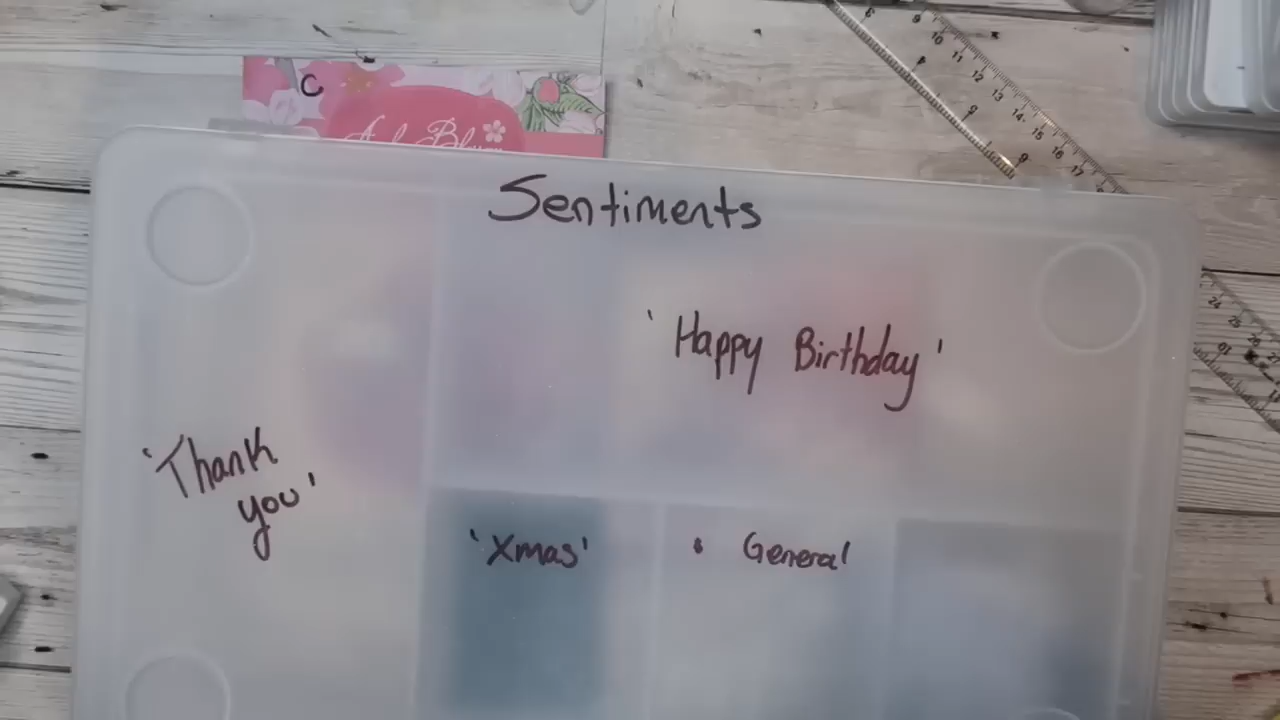 C
Sentiments
'Happy Birthday'
'Thank
you'
'Xmas'
General